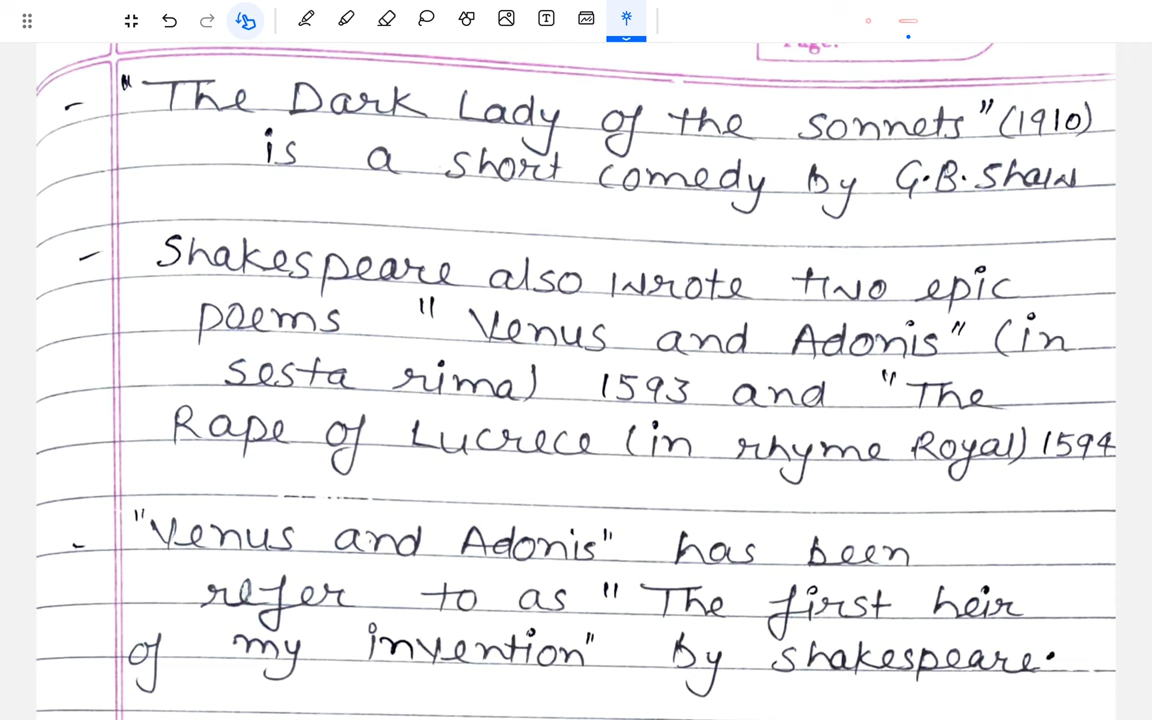 Page:
- "The Dark Lady of the sonnets" (1910)
is a short comedy by G.B. Shaw
- Shakespeare also wrote two epic
poems "Venus and Adonis" (in
sesta rima) 1593 and "The
Rape of Lucrece (in rhyme Royal) 1594
- "Venus and Adonis" has been
refer to as "The first heir
of my invention" by shakespeare.